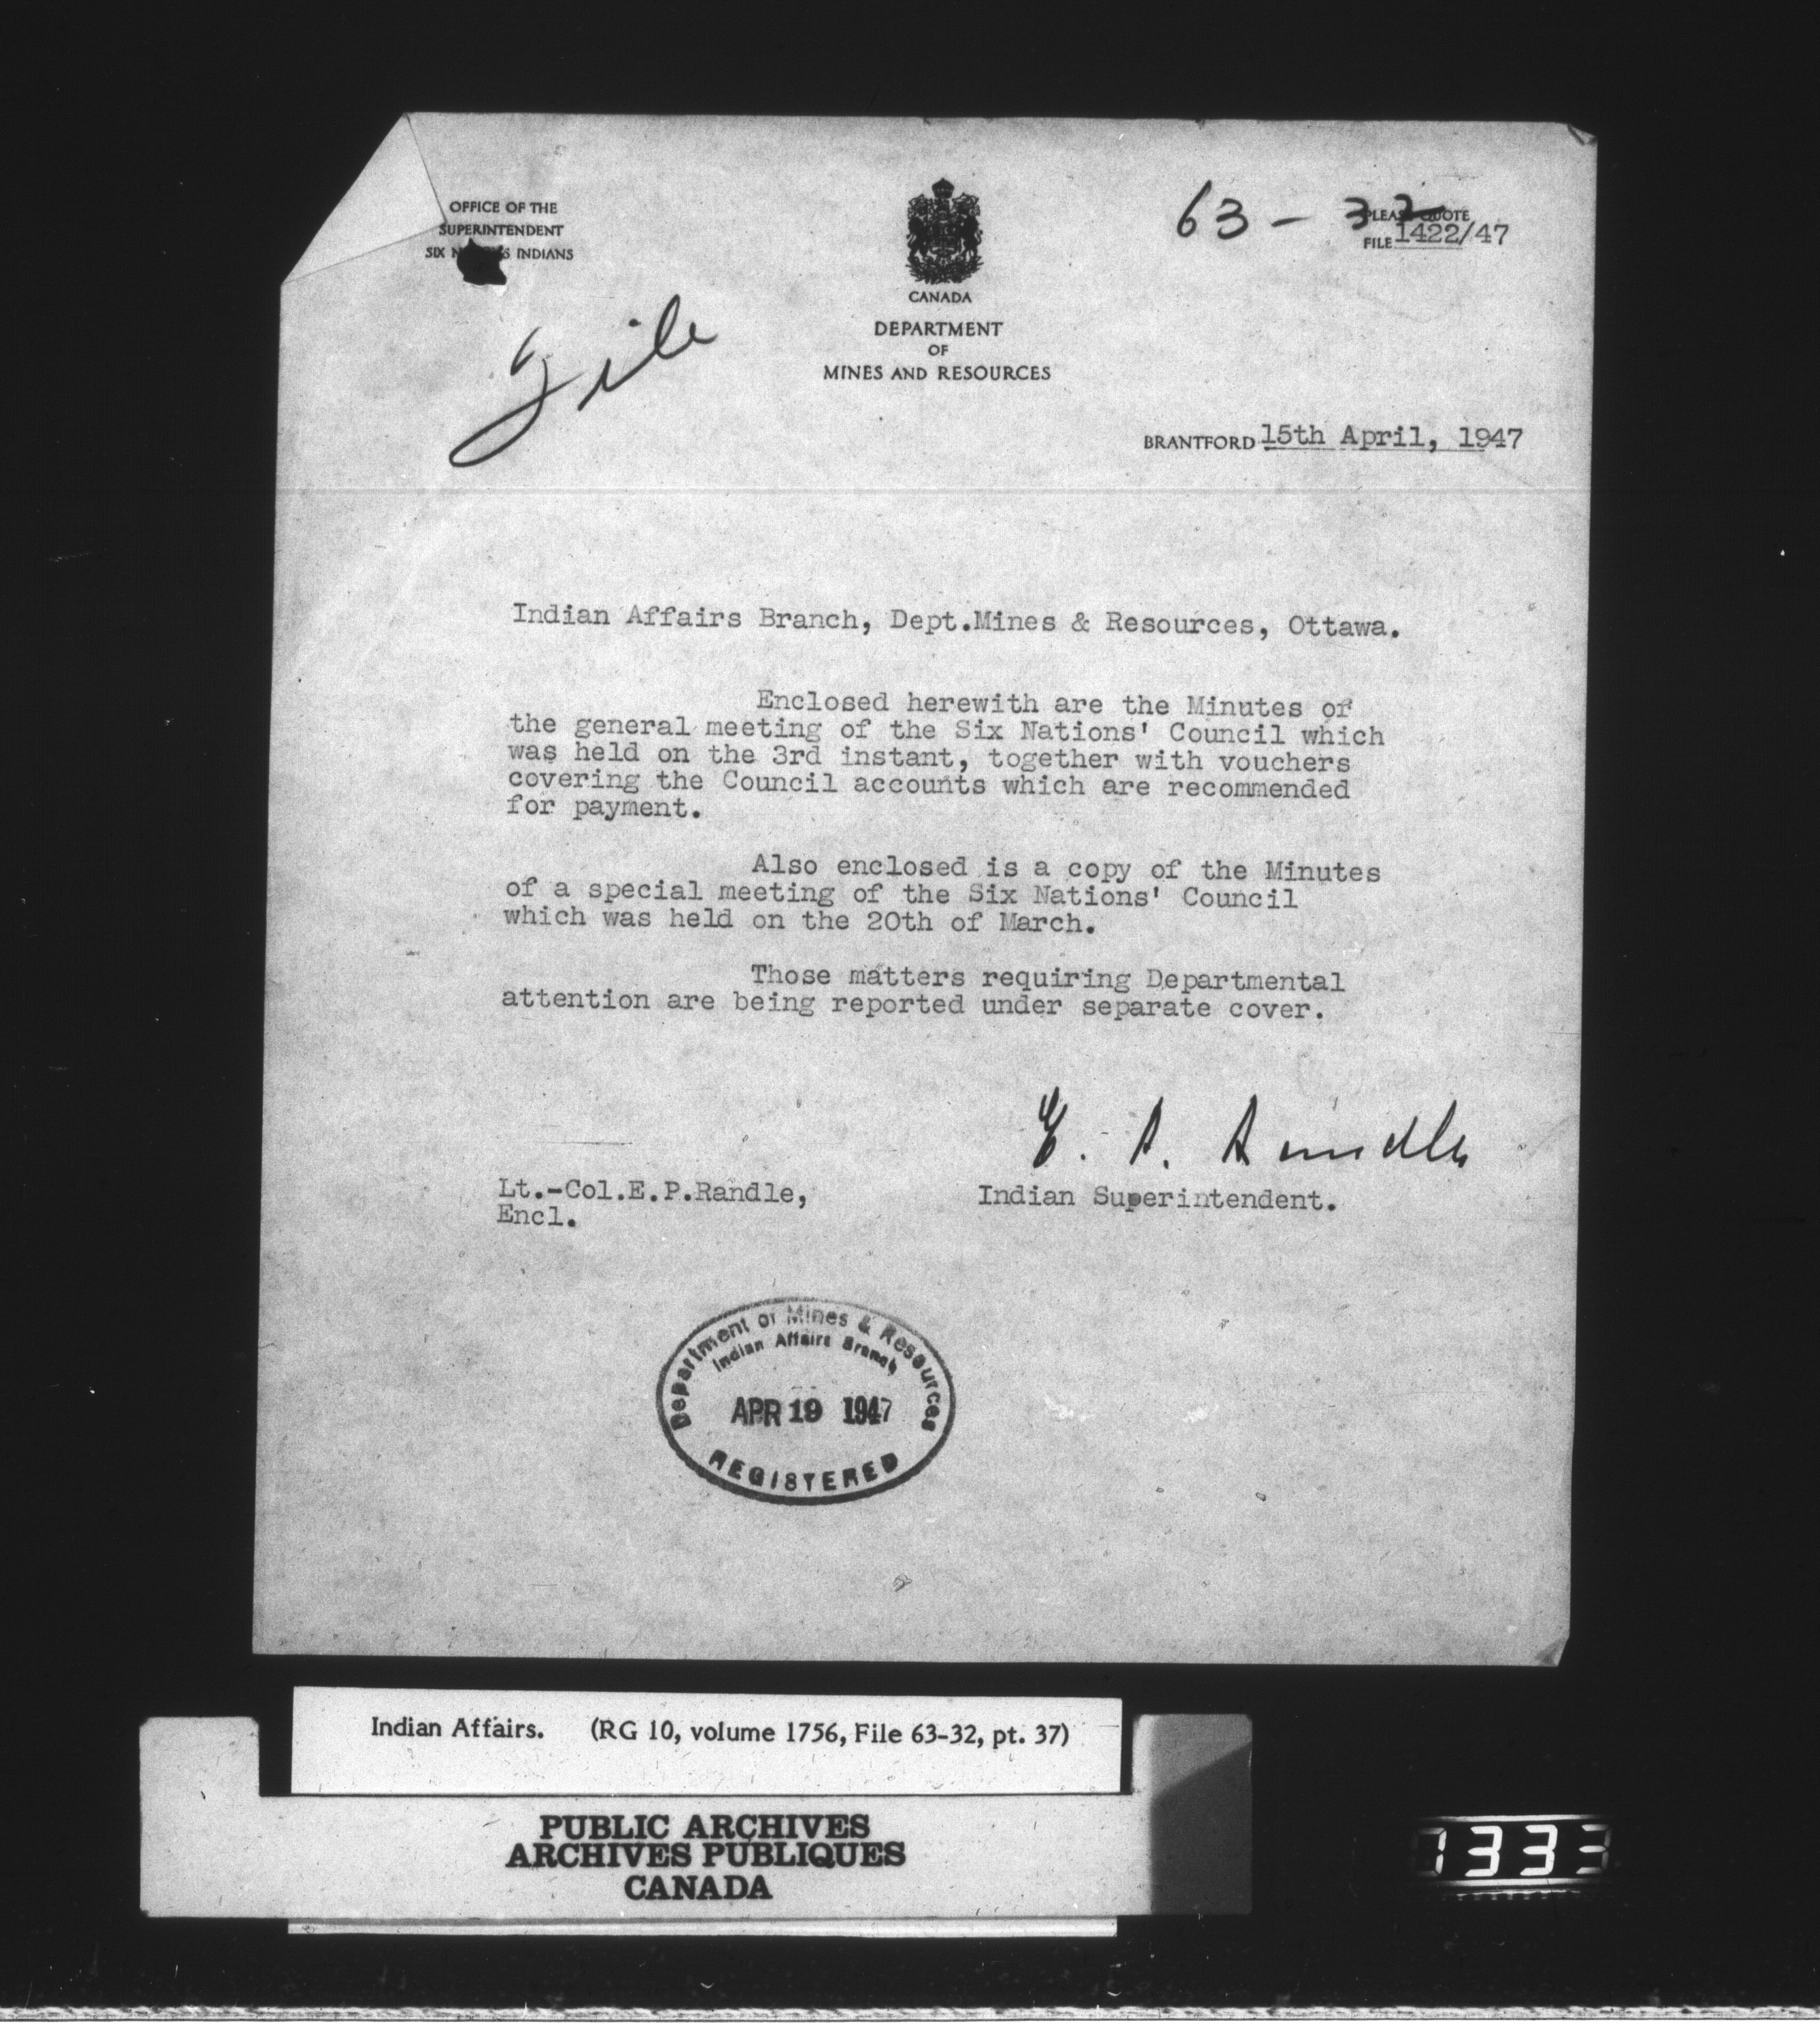 OFFICE OF THE
SUPERINTENDENT
SIX NATIONS INDIANS
CANADA
DEPARTMENT
OF
MINES AND RESOURCES
63-32
PLEASE QUOTE
FILE 1422/47
File
BRANTFORD 15th April, 1947
Indian Affairs Branch, Dept.Mines & Resources, Ottawa.
Enclosed herewith are the Minutes of
the general meeting of the Six Nations' Council which
was held on the 3rd instant, together with vouchers
covering the Council accounts which are recommended
for payment.
Also enclosed is a copy of the Minutes
of a special meeting of the Six Nations' Council
which was held on the 20th of March.
Those matters requiring Departmental
attention are being reported under separate cover.
E. P. Randle
Lt.-Col.E.P.Randle,
Indian Superintendent.
Encl.
Department of Mines & Resources
Indian Affairs Branch
APR 19 1947
REGISTERED
Indian Affairs. (RG 10, volume 1756, File 63-32, pt. 37)
PUBLIC ARCHIVES
ARCHIVES PUBLIQUES
CANADA
1333